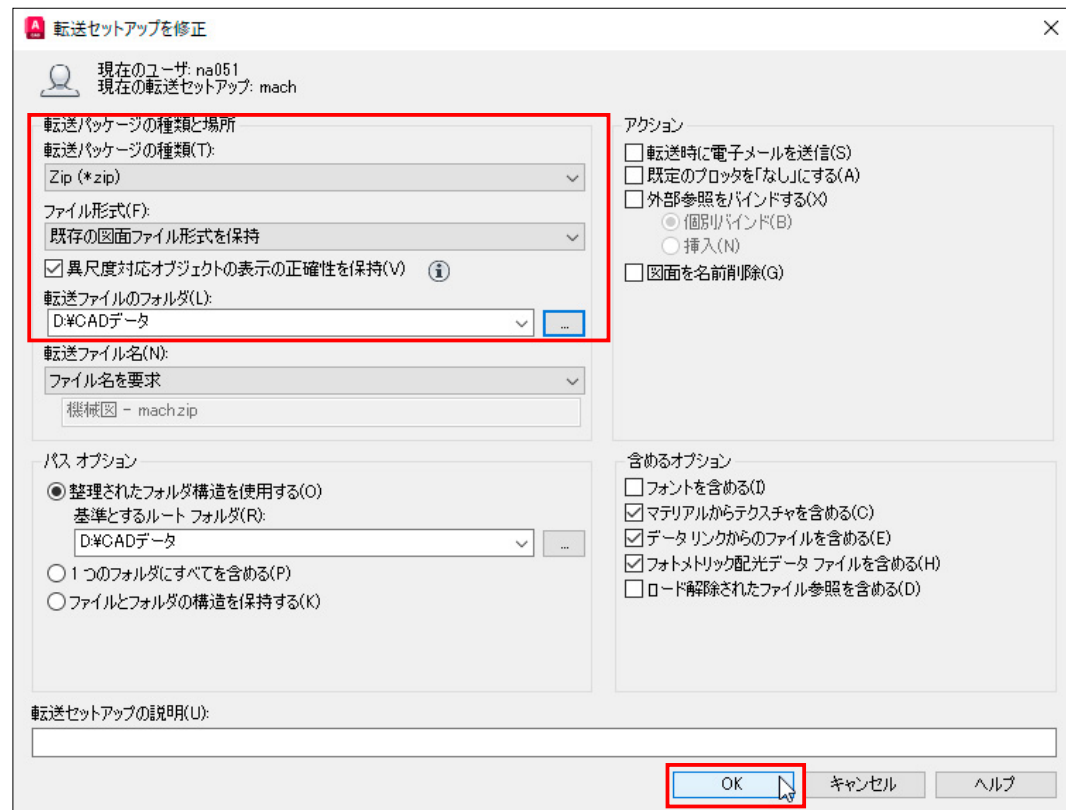 A
CAD
転送セットアップを修正
現在のユーザ: na051
現在の転送セットアップ: mach
転送パッケージの種類と場所
転送パッケージの種類(T):
Zip (*zip)
ファイル形式(F):
既存の図面ファイル形式を保持
異尺度対応オブジェクトの表示の正確性を保持(V)
転送ファイルのフォルダ(L):
D:¥CADデータ
...
転送ファイル名(N):
ファイル名を要求
機械図 - mach.zip
アクション
転送時に電子メールを送信(S)
既定のプロッタを「なし」にする(A)
外部参照をバインドする(X)
個別バインド(B)
挿入(N)
図面を名前削除(G)
パス オプション
整理されたフォルダ構造を使用する(O)
基準とするルート フォルダ(R):
D:¥CADデータ
...
1 つのフォルダにすべてを含める(P)
ファイルとフォルダの構造を保持する(K)
含めるオプション
フォントを含める(I)
マテリアルからテクスチャを含める(C)
データリンクからのファイルを含める(E)
フォトメトリック配光データ ファイルを含める(H)
ロード解除されたファイル参照を含める(D)
転送セットアップの説明(U):
OK
キャンセル
ヘルプ